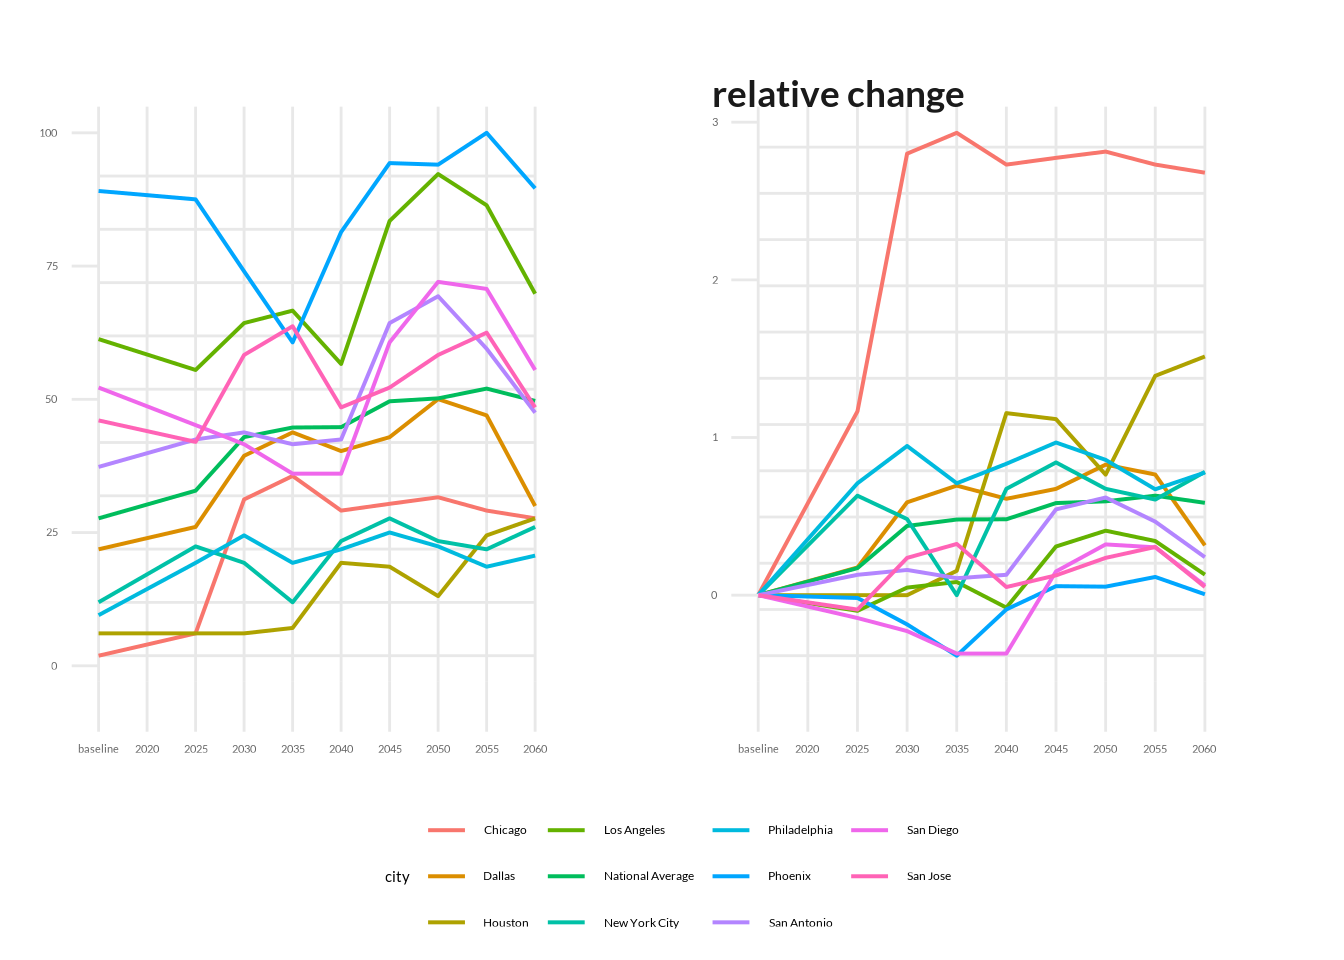 relative change
100
75
50
25
0
baseline 2020 2025 2030 2035 2040 2045 2050 2055 2060
3
2
1
0
baseline 2020 2025 2030 2035 2040 2045 2050 2055 2060
city
Chicago Los Angeles Philadelphia San Diego
Dallas National Average Phoenix San Jose
Houston New York City San Antonio